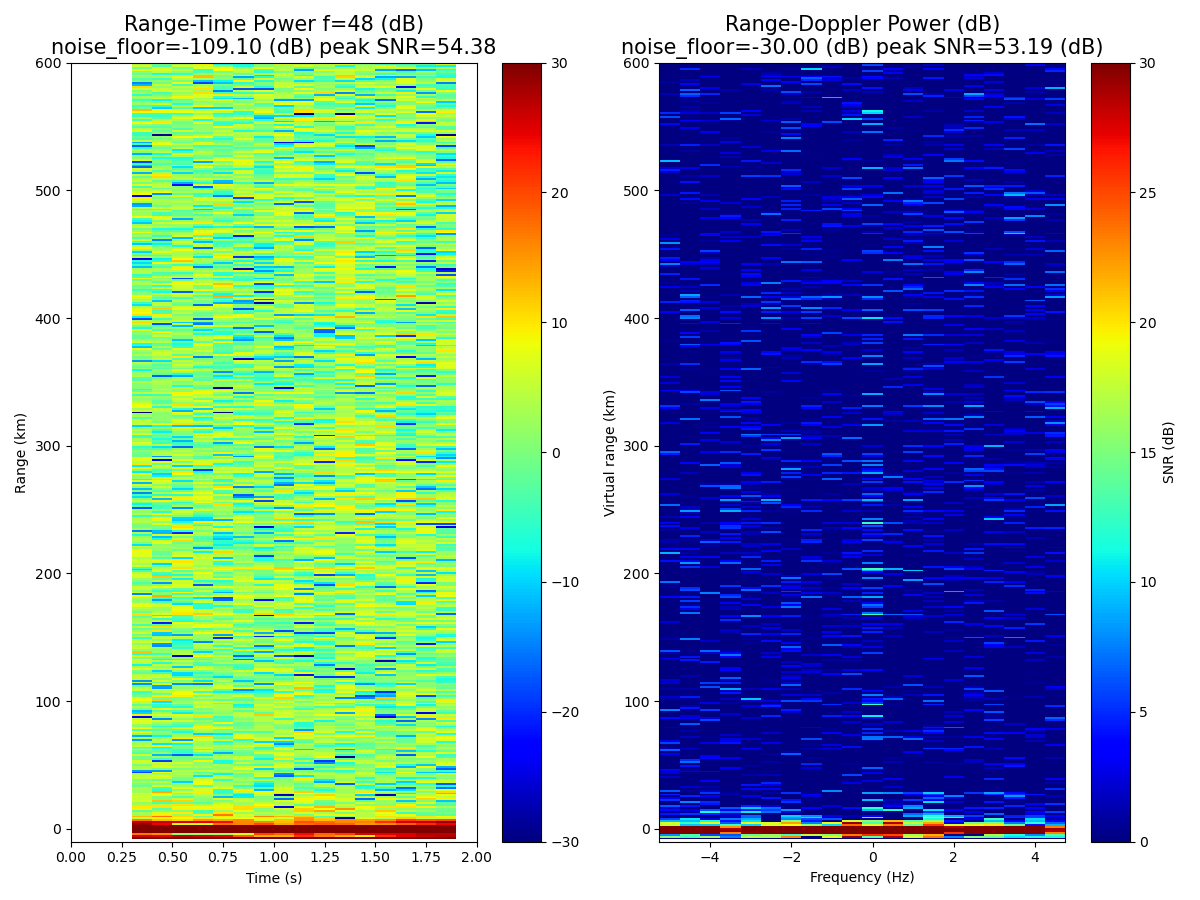 Range-Time Power f=48 (dB)
noise_floor=-109.10 (dB) peak SNR=54.38
600
500
400
300
200
100
0
Range (km)
0.00 0.25 0.50 0.75 1.00 1.25 1.50 1.75 2.00
Time (s)
30
20
10
0
−10
−20
−30
Range-Doppler Power (dB)
noise_floor=-30.00 (dB) peak SNR=53.19 (dB)
600
500
400
300
200
100
0
Virtual range (km)
−4 −2 0 2 4
Frequency (Hz)
30
25
20
15
10
5
0
SNR (dB)